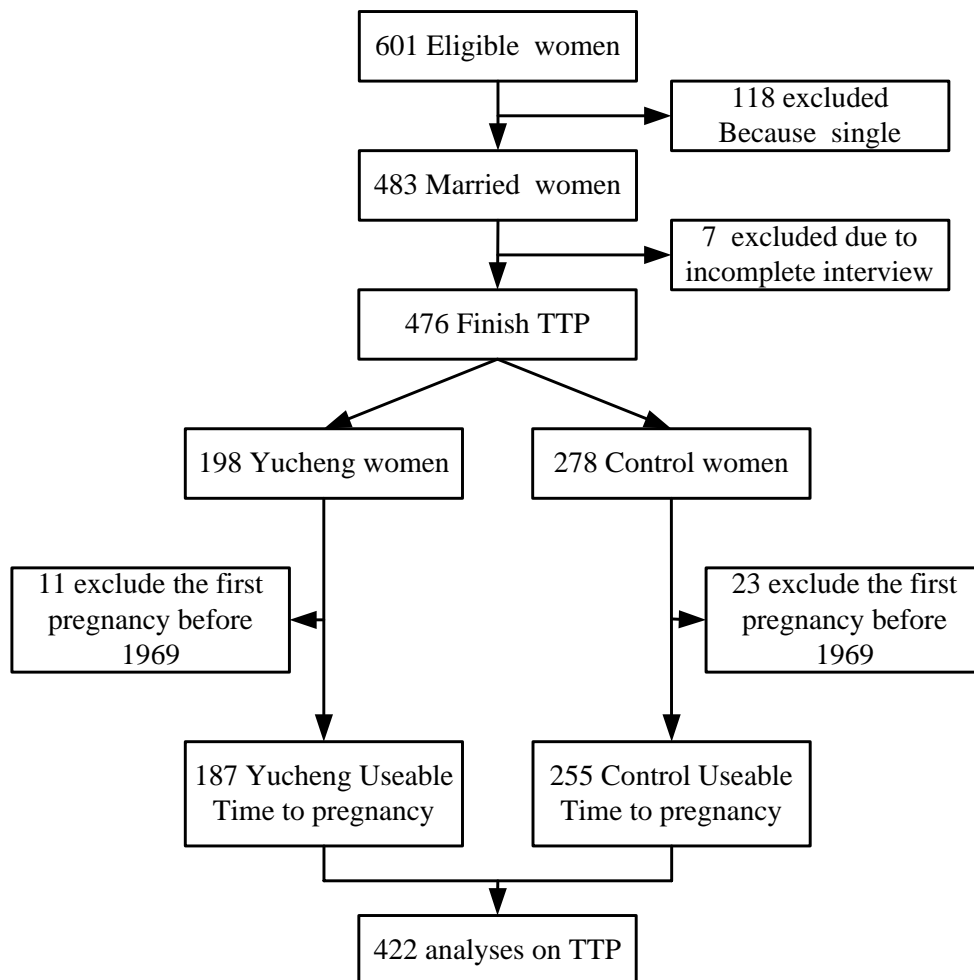 601 Eligible  women
118 excluded
Because  single
483 Married  women
7  excluded due to
incomplete interview
476 Finish TTP
198 Yucheng women
278 Control women
11 exclude the first
pregnancy before
1969
23 exclude the first
pregnancy before
1969
187 Yucheng Useable
Time to pregnancy
255 Control Useable
Time to pregnancy
422 analyses on TTP